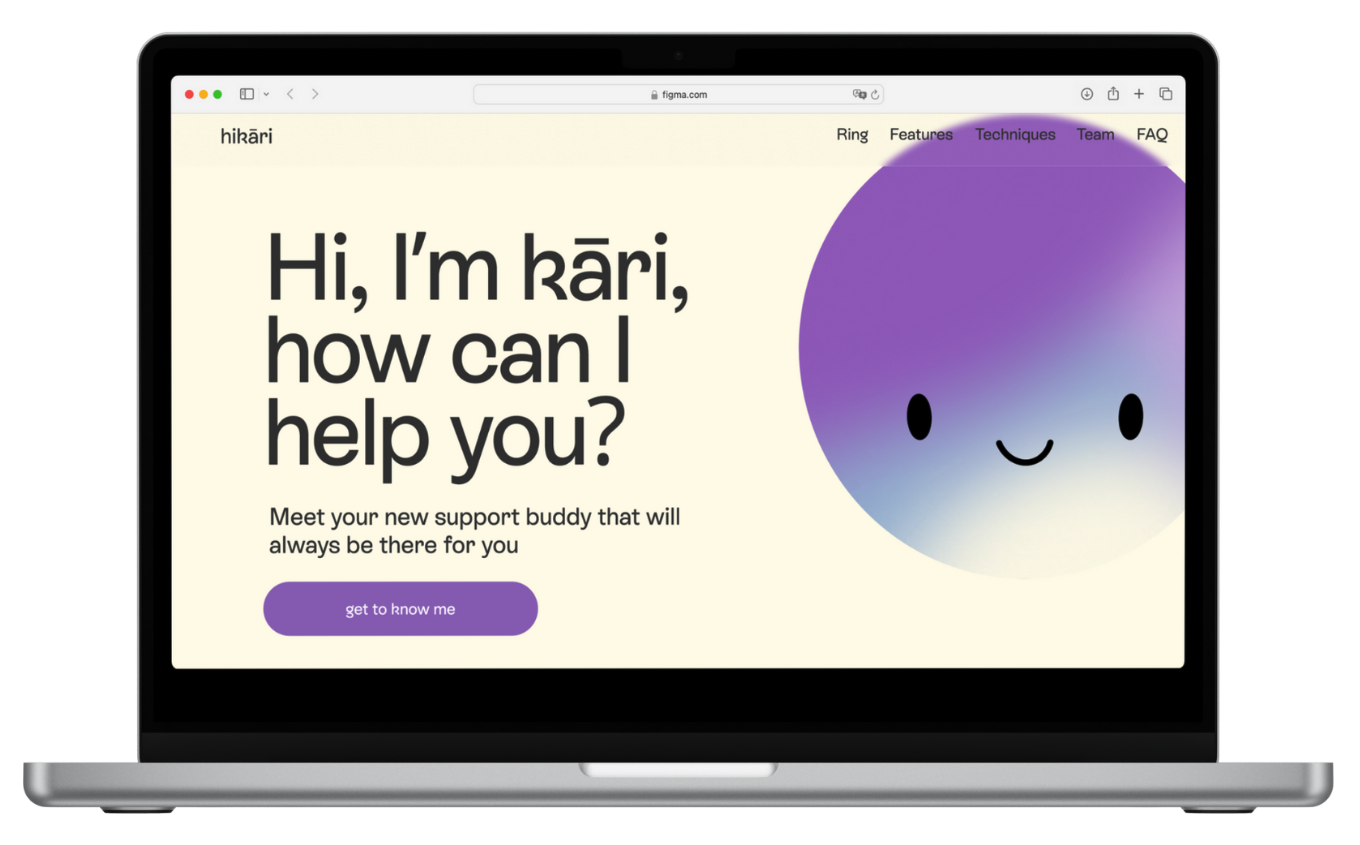 figma.com
hikāri
Ring Features Techniques Team FAQ
Hi, I'm kāri,
how can I
help you?
Meet your new support buddy that will
always be there for you
get to know me